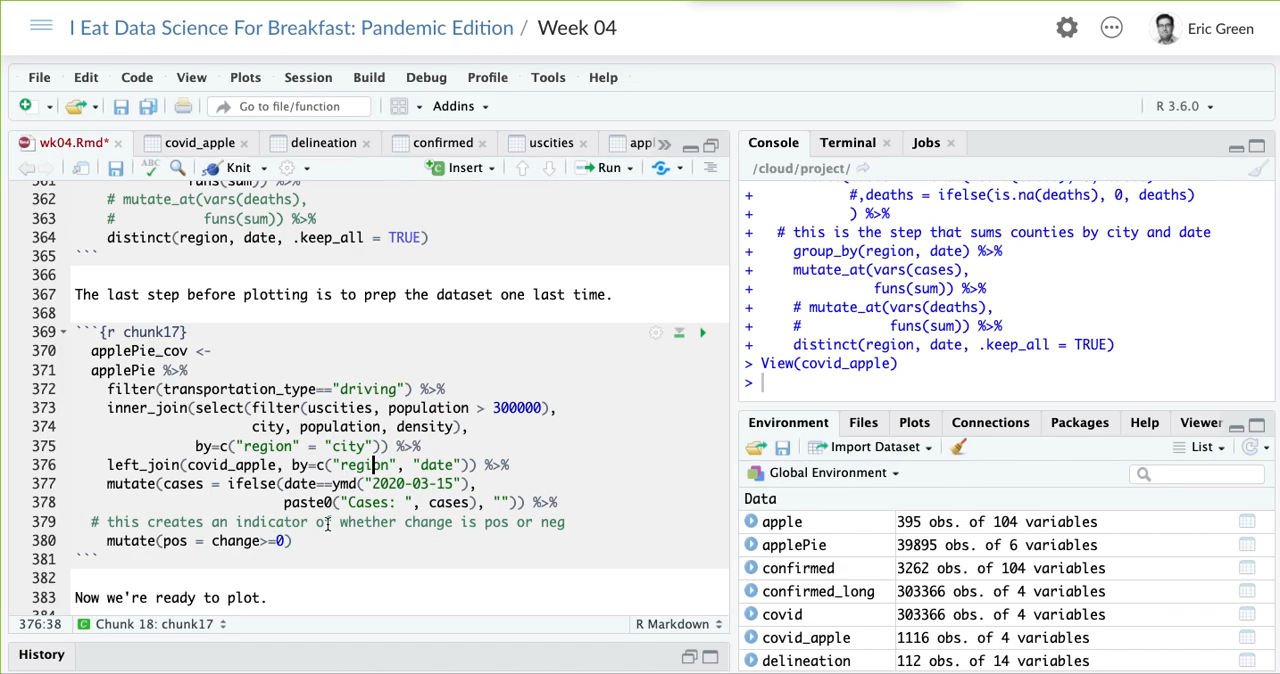 I Eat Data Science For Breakfast: Pandemic Edition / Week 04
Eric Green
File Edit Code View Plots Session Build Debug Profile Tools Help
Go to file/function Addins R 3.6.0
wk04.Rmd* covid_apple delineation confirmed uscities appl
ABC Knit Insert Run
361 funs(sum)) %>%
362 # mutate_at(vars(deaths),
363 # funs(sum)) %>%
364 distinct(region, date, .keep_all = TRUE)
365 ```
366
367 The last step before plotting is to prep the dataset one last time.
368
369 ```{r chunk17}
370 applePie_cov <-
371 applePie %>%
372 filter(transportation_type=="driving") %>%
373 inner_join(select(filter(uscities, population > 300000),
374 city, population, density),
375 by=c("region" = "city")) %>%
376 left_join(covid_apple, by=c("region", "date")) %>%
377 mutate(cases = ifelse(date==ymd("2020-03-15"),
378 paste0("Cases: ", cases), "")) %>%
379 # this creates an indicator of whether change is pos or neg
380 mutate(pos = change>=0)
381 ```
382
383 Now we're ready to plot.
384
376:38 Chunk 18: chunk17 R Markdown
History
Console Terminal Jobs
/cloud/project/
+ #,deaths = ifelse(is.na(deaths), 0, deaths)
+ ) %>%
+ # this is the step that sums counties by city and date
+ group_by(region, date) %>%
+ mutate_at(vars(cases),
+ funs(sum)) %>%
+ # mutate_at(vars(deaths),
+ # funs(sum)) %>%
+ distinct(region, date, .keep_all = TRUE)
> View(covid_apple)
>
Environment Files Plots Connections Packages Help Viewer
Import Dataset List
Global Environment
Data
apple 395 obs. of 104 variables
applePie 39895 obs. of 6 variables
confirmed 3262 obs. of 104 variables
confirmed_long 303366 obs. of 4 variables
covid 303366 obs. of 4 variables
covid_apple 1116 obs. of 4 variables
delineation 112 obs. of 14 variables